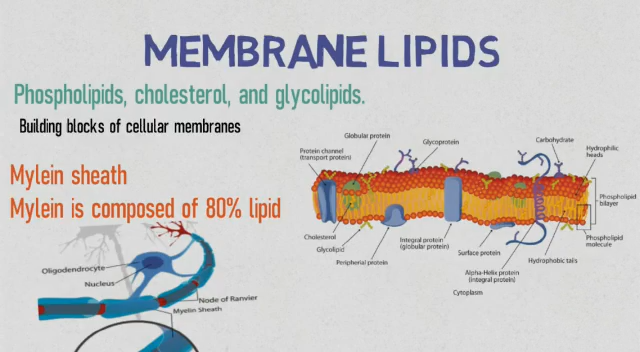 MEMBRANE LIPIDS
Phospholipids, cholesterol, and glycolipids.
Building blocks of cellular membranes
Mylein sheath
Mylein is composed of 80% lipid
Globular protein
Glycoprotein
Carbohydrate
Protein channel
(transport protein)
Hydrophilic
heads
Phospholipid
bilayer
Phospholipid
molecule
Cholesterol
Glycolipid
Peripherial protein
Integral protein
(globular protein)
Surface protein
Hydrophobic tails
Alpha-Helix protein
(integral protein)
Cytoplasm
Oligodendrocyte
Nucleus
Node of Ranvier
Myelin Sheath